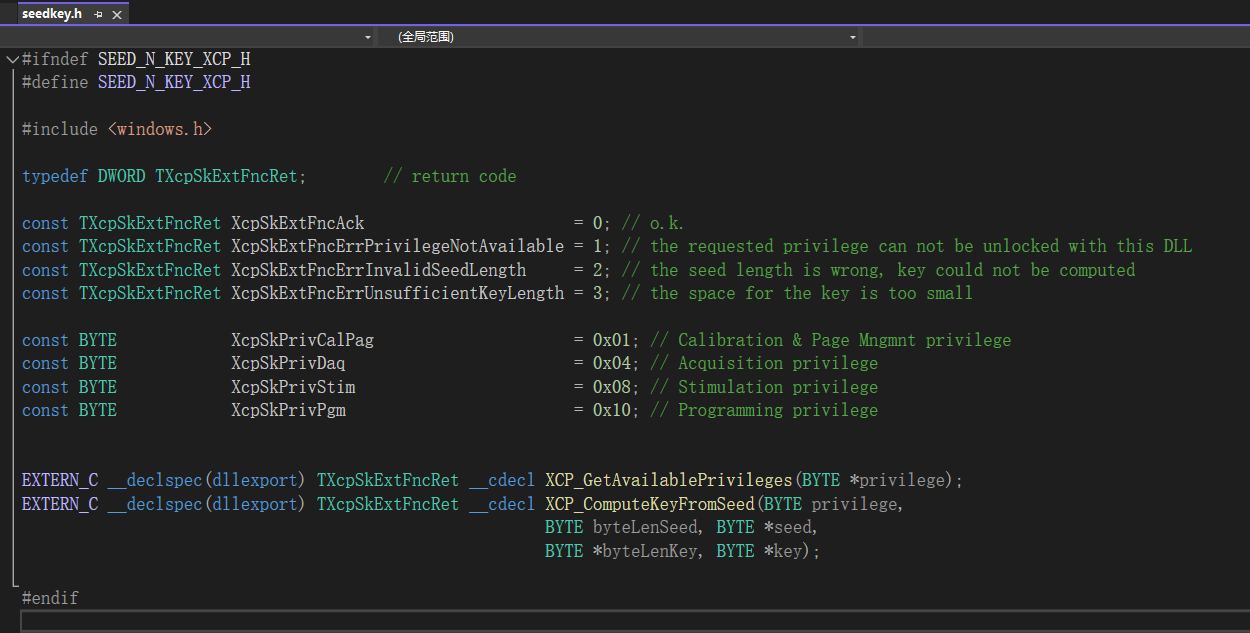 seedkey.h
(全局范围)
#ifndef SEED_N_KEY_XCP_H
#define SEED_N_KEY_XCP_H
#include <windows.h>
typedef DWORD TXcpSkExtFncRet; // return code
const TXcpSkExtFncRet XcpSkExtFncAck = 0; // o.k.
const TXcpSkExtFncRet XcpSkExtFncErrPrivilegeNotAvailable = 1; // the requested privilege can not be unlocked with this DLL
const TXcpSkExtFncRet XcpSkExtFncErrInvalidSeedLength = 2; // the seed length is wrong, key could not be computed
const TXcpSkExtFncRet XcpSkExtFncErrUnsufficientKeyLength = 3; // the space for the key is too small
const BYTE XcpSkPrivCalPag = 0x01; // Calibration & Page Mngmnt privilege
const BYTE XcpSkPrivDaq = 0x04; // Acquisition privilege
const BYTE XcpSkPrivStim = 0x08; // Stimulation privilege
const BYTE XcpSkPrivPgm = 0x10; // Programming privilege
EXTERN_C __declspec(dllexport) TXcpSkExtFncRet __cdecl XCP_GetAvailablePrivileges(BYTE *privilege);
EXTERN_C __declspec(dllexport) TXcpSkExtFncRet __cdecl XCP_ComputeKeyFromSeed(BYTE privilege,
BYTE byteLenSeed, BYTE *seed,
BYTE *byteLenKey, BYTE *key);
#endif